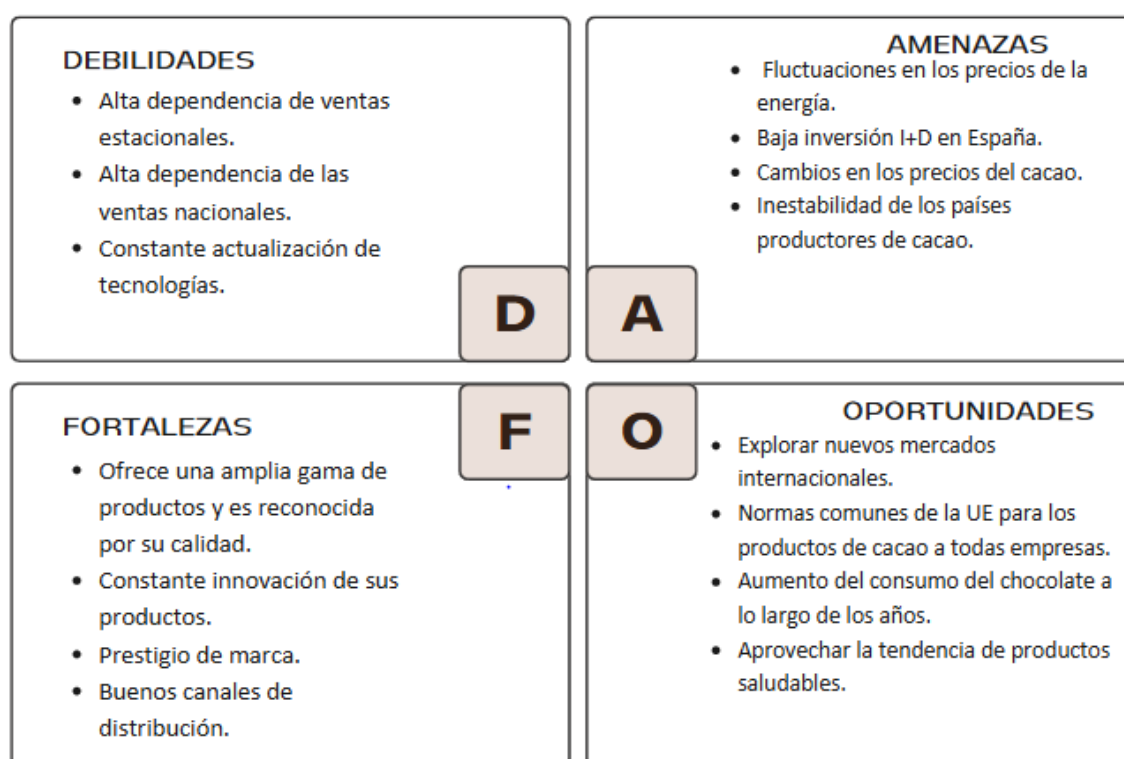 DEBILIDADES
• Alta dependencia de ventas
estacionales.
• Alta dependencia de las
ventas nacionales.
• Constante actualización de
tecnologías.
D
AMENAZAS
• Fluctuaciones en los precios de la
energía.
• Baja inversión I+D en España.
• Cambios en los precios del cacao.
• Inestabilidad de los países
productores de cacao.
A
FORTALEZAS
• Ofrece una amplia gama de
productos y es reconocida
por su calidad.
• Constante innovación de sus
productos.
• Prestigio de marca.
• Buenos canales de
distribución.
F
OPORTUNIDADES
• Explorar nuevos mercados
internacionales.
• Normas comunes de la UE para los
productos de cacao a todas empresas.
• Aumento del consumo del chocolate a
lo largo de los años.
• Aprovechar la tendencia de productos
saludables.
O